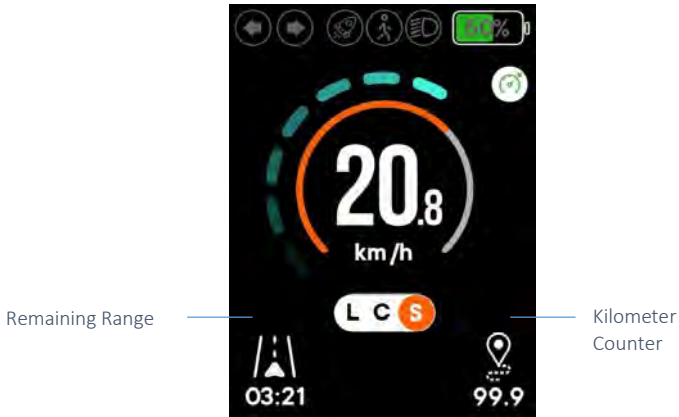 60%
20.8
km/h
L C S
Remaining Range
Kilometer
Counter
03:21
99.9